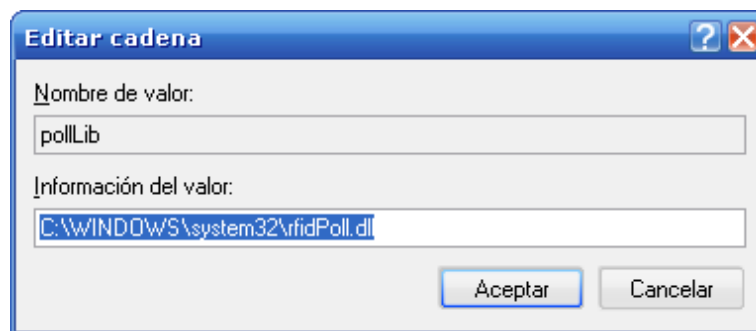 Editar cadena
Nombre de valor:
pollLib
Información del valor:
C:\WINDOWS\system32\rfidPoll.dll
Aceptar
Cancelar